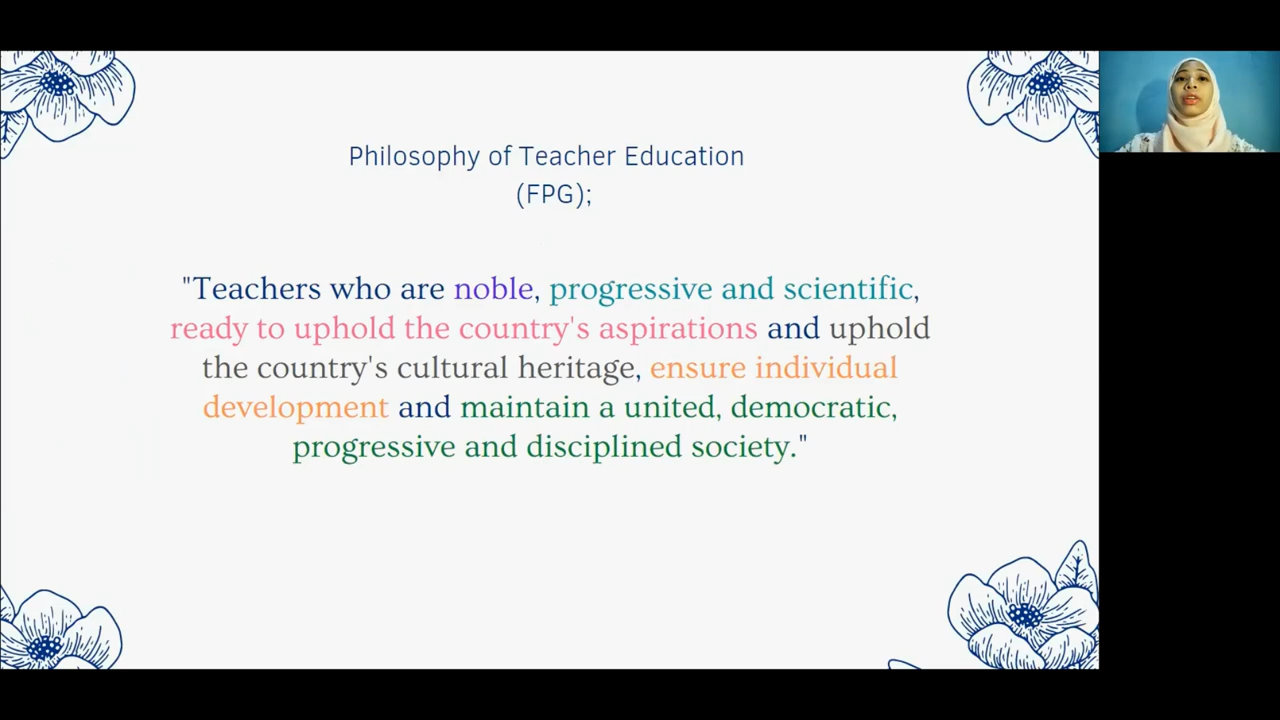 Philosophy of Teacher Education
(FPG);
"Teachers who are noble, progressive and scientific,
ready to uphold the country's aspirations and uphold
the country's cultural heritage, ensure individual
development and maintain a united, democratic,
progressive and disciplined society."